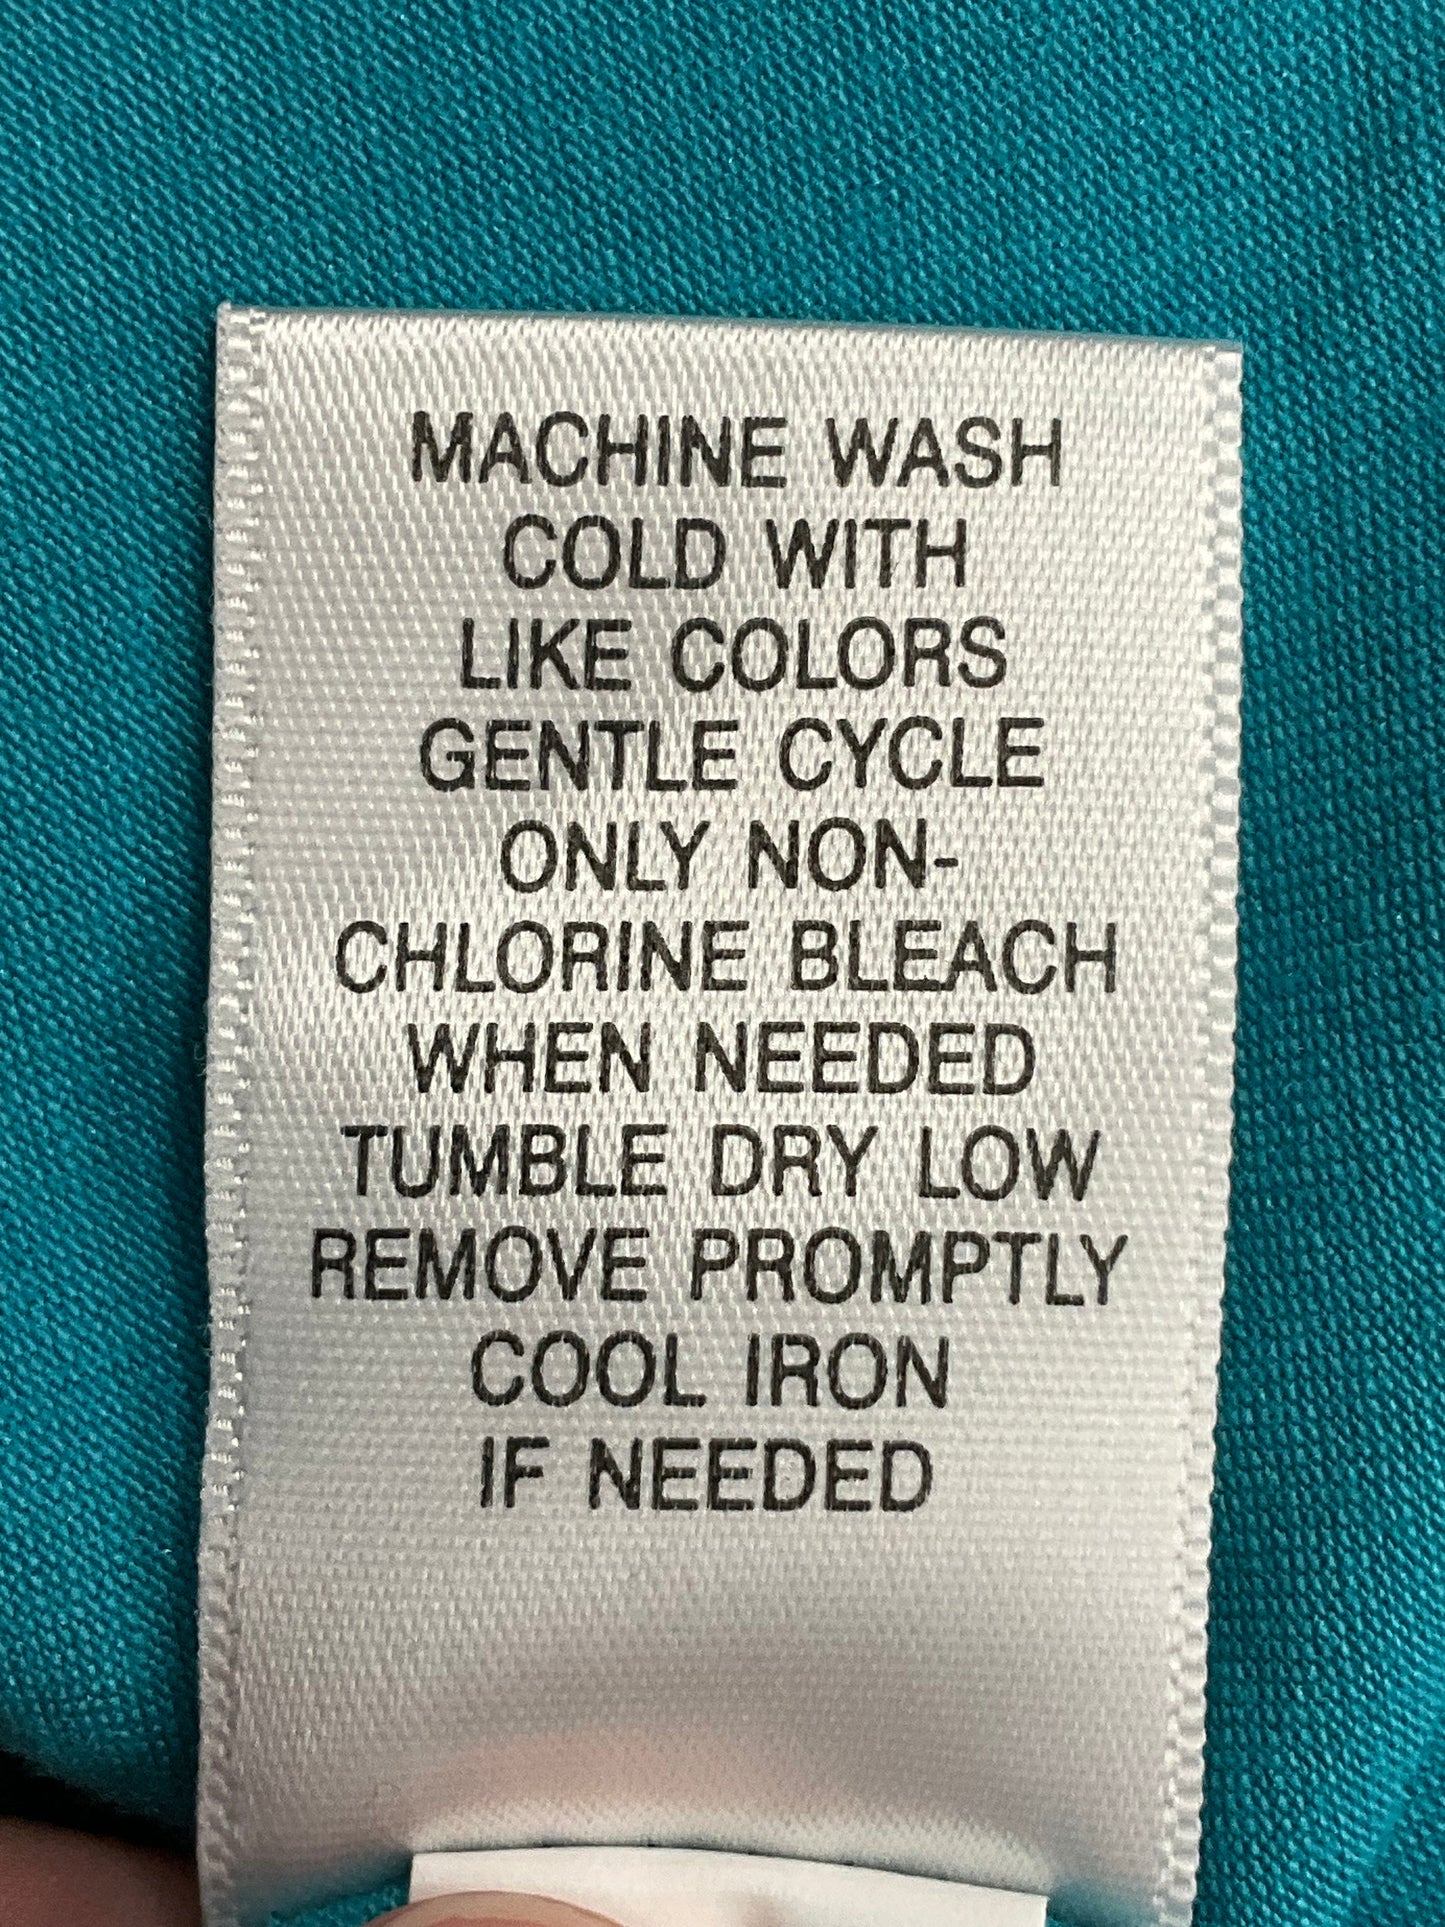 MACHINE WASH
COLD WITH
LIKE COLORS
GENTLE CYCLE
ONLY NON-
CHLORINE BLEACH
WHEN NEEDED
TUMBLE DRY LOW
REMOVE PROMPTLY
COOL IRON
IF NEEDED